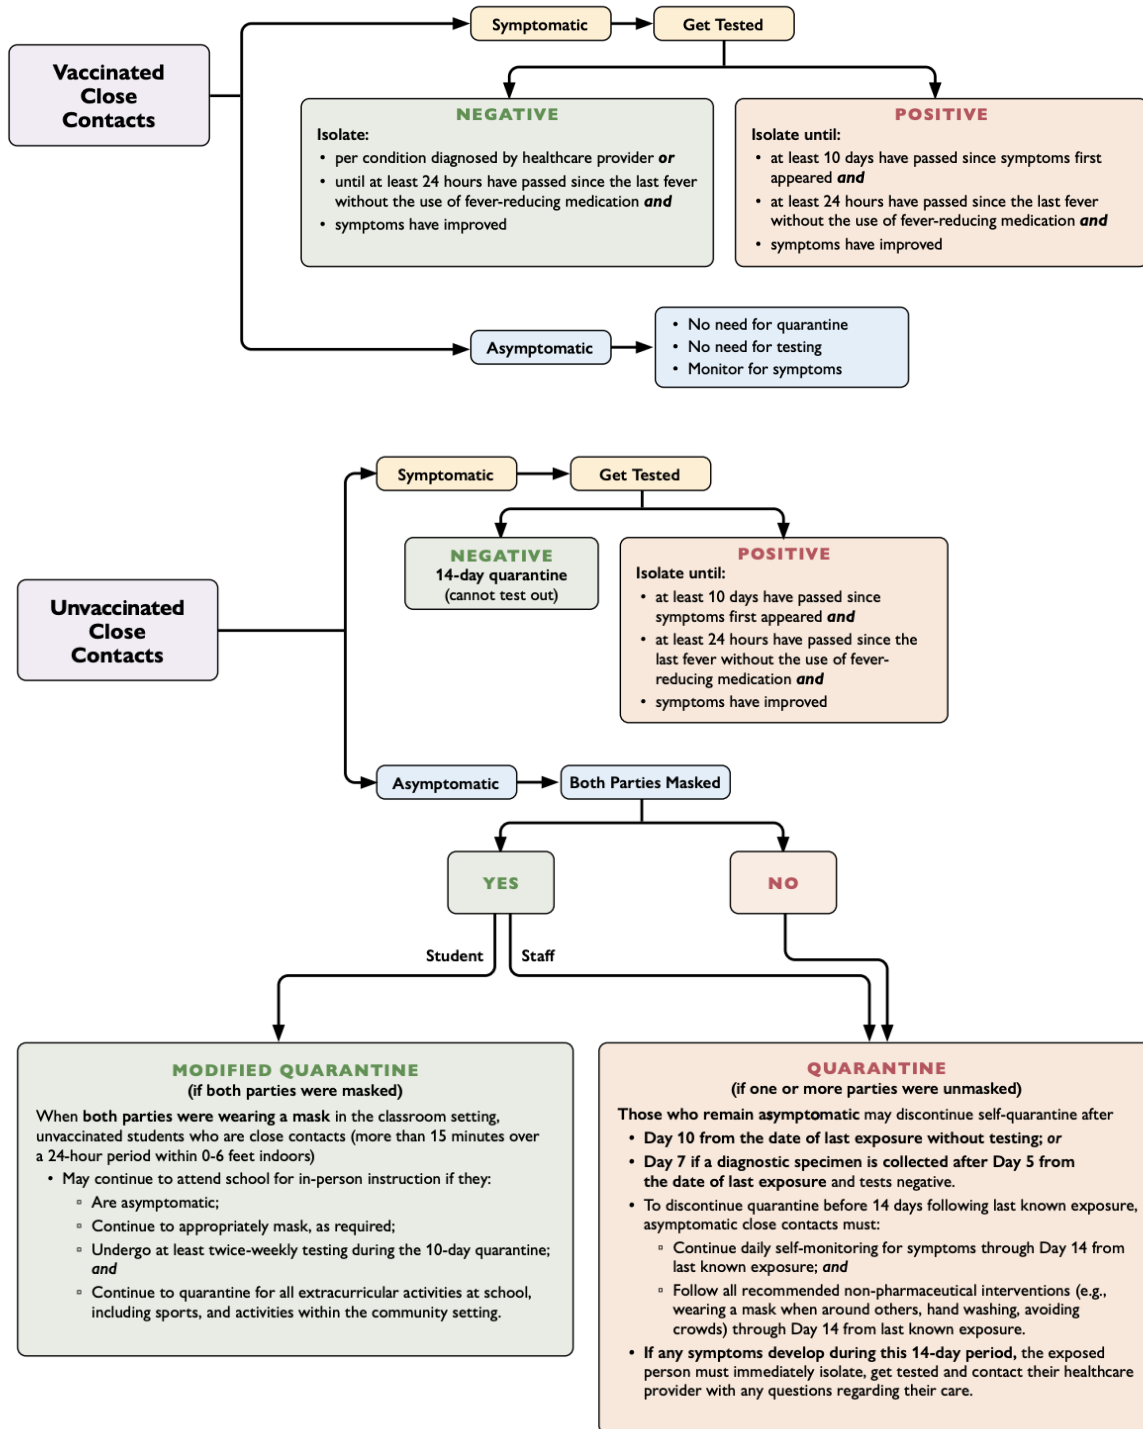 Vaccinated
Close
Contacts
Symptomatic
Get Tested
NEGATIVE
Isolate:
• per condition diagnosed by healthcare provider or
• until at least 24 hours have passed since the last fever
without the use of fever-reducing medication and
• symptoms have improved
POSITIVE
Isolate until:
• at least 10 days have passed since symptoms first
appeared and
• at least 24 hours have passed since the last fever
without the use of fever-reducing medication and
• symptoms have improved
Asymptomatic
• No need for quarantine
• No need for testing
• Monitor for symptoms
Unvaccinated
Close
Contacts
Symptomatic
Get Tested
NEGATIVE
14-day quarantine
(cannot test out)
POSITIVE
Isolate until:
• at least 10 days have passed since
symptoms first appeared and
• at least 24 hours have passed since the
last fever without the use of fever-
reducing medication and
• symptoms have improved
Asymptomatic
Both Parties Masked
YES
NO
Student
Staff
MODIFIED QUARANTINE
(if both parties were masked)
When both parties were wearing a mask in the classroom setting,
unvaccinated students who are close contacts (more than 15 minutes over
a 24-hour period within 0-6 feet indoors)
• May continue to attend school for in-person instruction if they:
▫ Are asymptomatic;
▫ Continue to appropriately mask, as required;
▫ Undergo at least twice-weekly testing during the 10-day quarantine;
and
▫ Continue to quarantine for all extracurricular activities at school,
including sports, and activities within the community setting.
QUARANTINE
(if one or more parties were unmasked)
Those who remain asymptomatic may discontinue self-quarantine after
• Day 10 from the date of last exposure without testing; or
• Day 7 if a diagnostic specimen is collected after Day 5 from
the date of last exposure and tests negative.
• To discontinue quarantine before 14 days following last known exposure,
asymptomatic close contacts must:
▫ Continue daily self-monitoring for symptoms through Day 14 from
last known exposure; and
▫ Follow all recommended non-pharmaceutical interventions (e.g.,
wearing a mask when around others, hand washing, avoiding
crowds) through Day 14 from last known exposure.
• If any symptoms develop during this 14-day period, the exposed
person must immediately isolate, get tested and contact their healthcare
provider with any questions regarding their care.